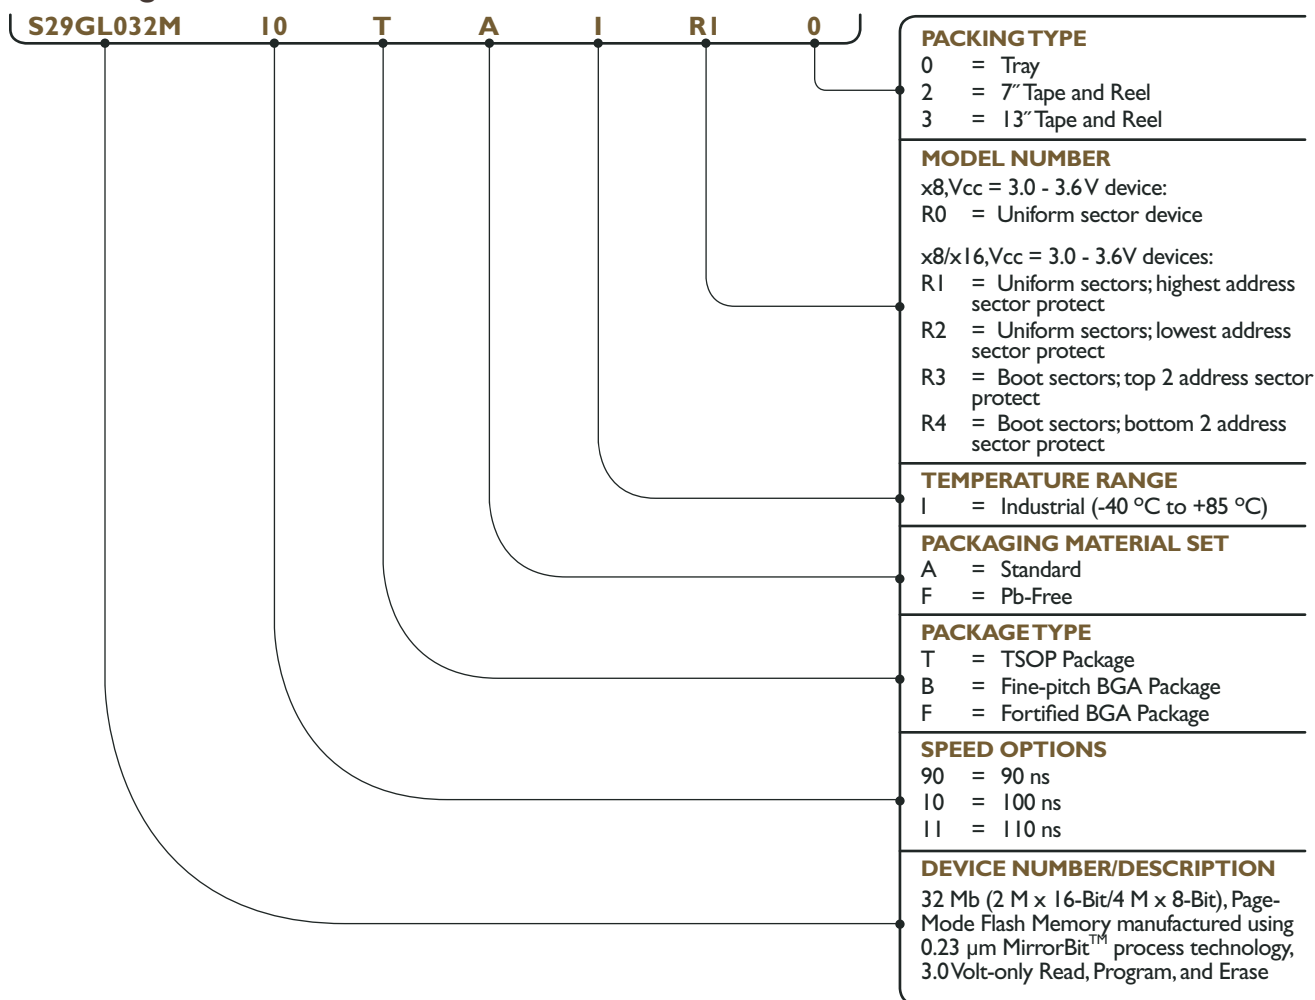 S29GL032M 10 T A I R1 0
PACKING TYPE
0 = Tray
2 = 7″ Tape and Reel
3 = 13″ Tape and Reel
MODEL NUMBER
x8, Vcc = 3.0 - 3.6 V device:
R0 = Uniform sector device
x8/x16, Vcc = 3.0 - 3.6V devices:
R1 = Uniform sectors; highest address
sector protect
R2 = Uniform sectors; lowest address
sector protect
R3 = Boot sectors; top 2 address sector
protect
R4 = Boot sectors; bottom 2 address
sector protect
TEMPERATURE RANGE
I = Industrial (-40 °C to +85 °C)
PACKAGING MATERIAL SET
A = Standard
F = Pb-Free
PACKAGE TYPE
T = TSOP Package
B = Fine-pitch BGA Package
F = Fortified BGA Package
SPEED OPTIONS
90 = 90 ns
10 = 100 ns
11 = 110 ns
DEVICE NUMBER/DESCRIPTION
32 Mb (2 M x 16-Bit/4 M x 8-Bit), Page-
Mode Flash Memory manufactured using
0.23 µm MirrorBit™ process technology,
3.0 Volt-only Read, Program, and Erase